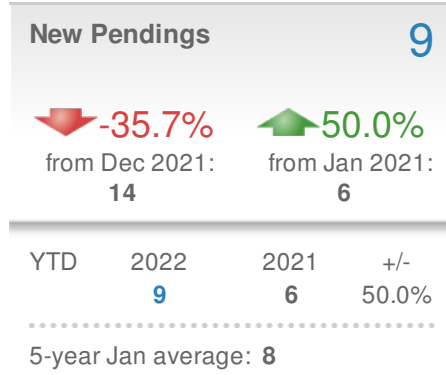 New Pendings 9
-35.7% 50.0%
from Dec 2021: from Jan 2021:
14 6
YTD 2022 2021 +/-
9 6 50.0%
5-year Jan average: 8